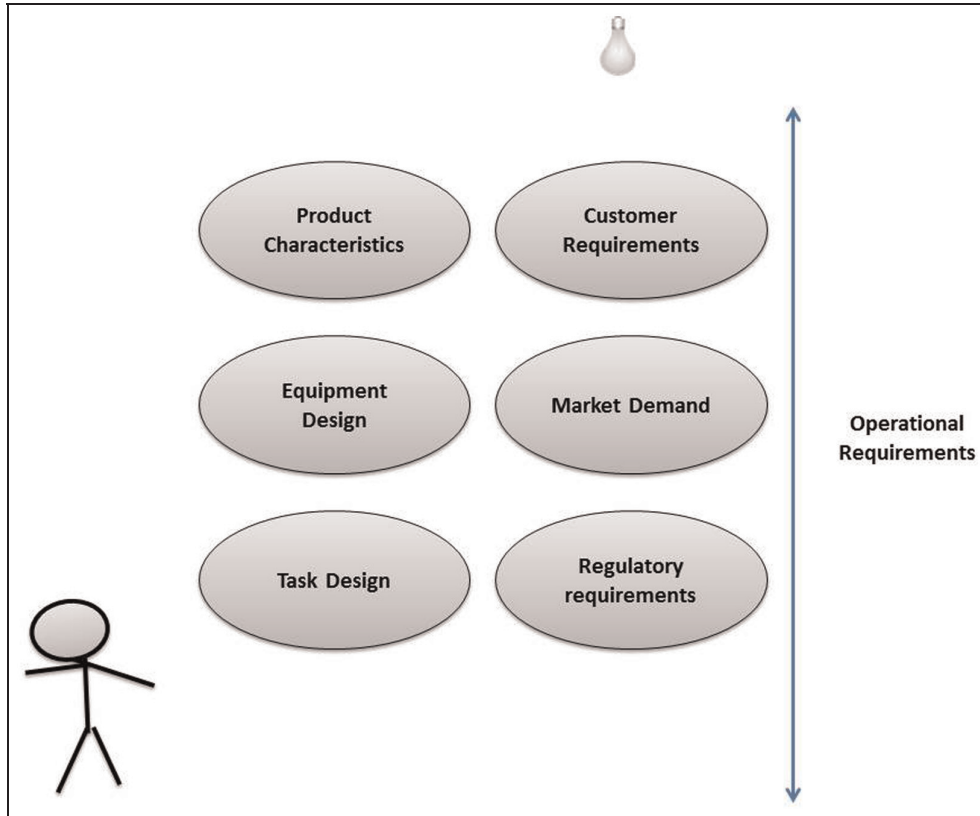 Product
Characteristics
Customer
Requirements
Equipment
Design
Market Demand
Operational
Requirements
Task Design
Regulatory
requirements